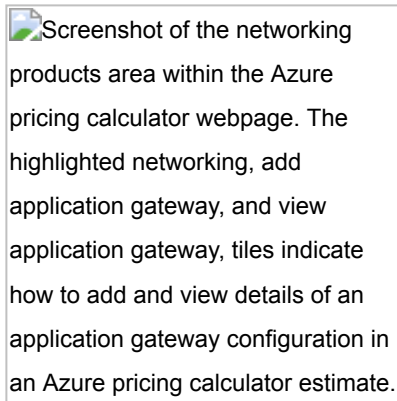 Screenshot of the networking
products area within the Azure
pricing calculator webpage. The
highlighted networking, add
application gateway, and view
application gateway, tiles indicate
how to add and view details of an
application gateway configuration in
an Azure pricing calculator estimate.